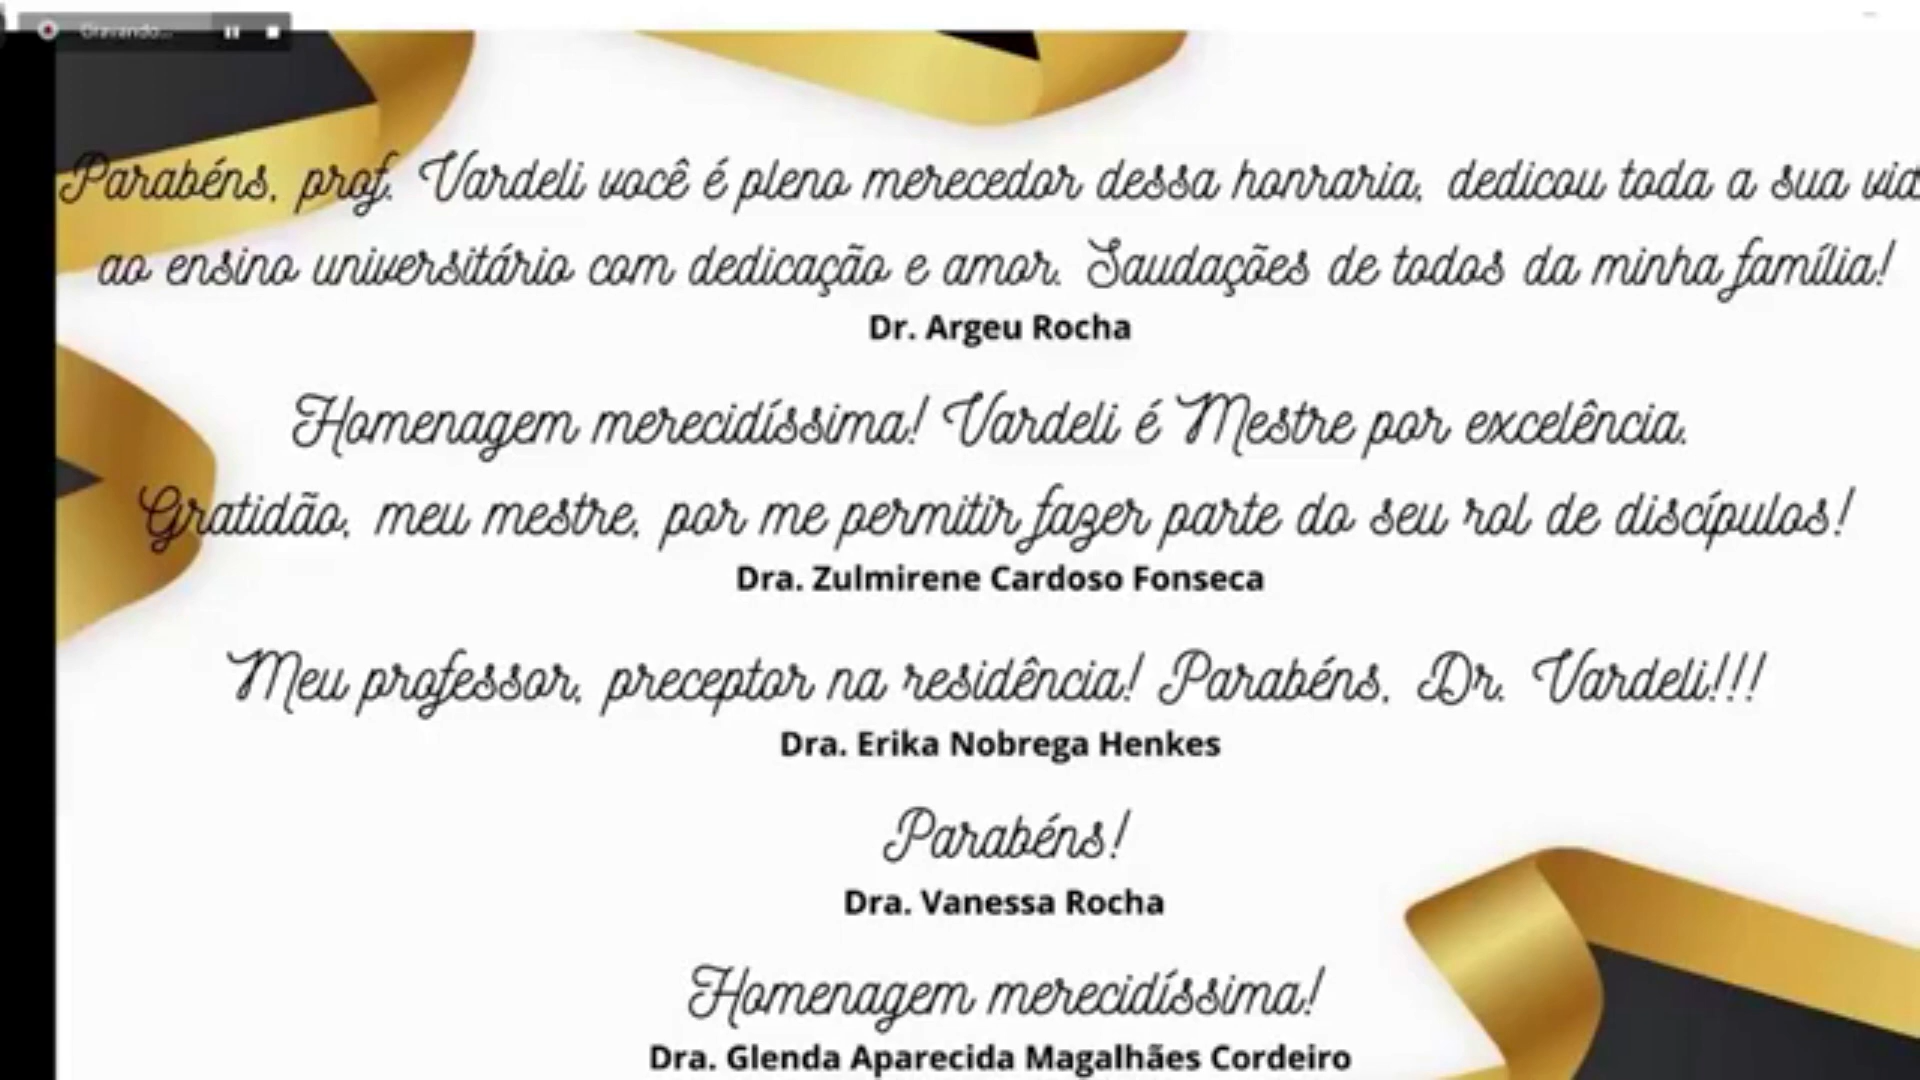 Gravando...
Parabéns, prof. Vardeli você é pleno merecedor dessa honraria, dedicou toda a sua vid
ao ensino universitário com dedicação e amor. Saudações de todos da minha família!
Dr. Argeu Rocha
Homenagem merecidíssima! Vardeli é Mestre por excelência.
Gratidão, meu mestre, por me permitir fazer parte do seu rol de discípulos!
Dra. Zulmirene Cardoso Fonseca
Meu professor, preceptor na residência! Parabéns, Dr. Vardeli!!!
Dra. Erika Nobrega Henkes
Parabéns!
Dra. Vanessa Rocha
Homenagem merecidíssima!
Dra. Glenda Aparecida Magalhães Cordeiro